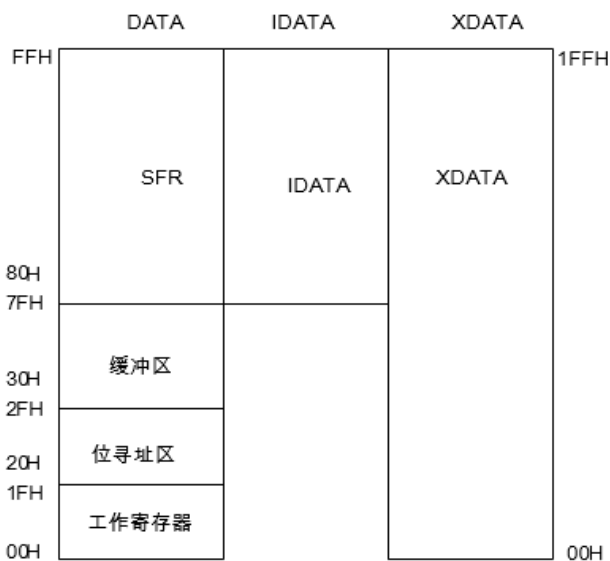 DATA IDATA XDATA
FFH 1FFH
SFR IDATA XDATA
80H
7FH
缓冲区
30H
2FH
位寻址区
20H
1FH
工作寄存器
00H 00H